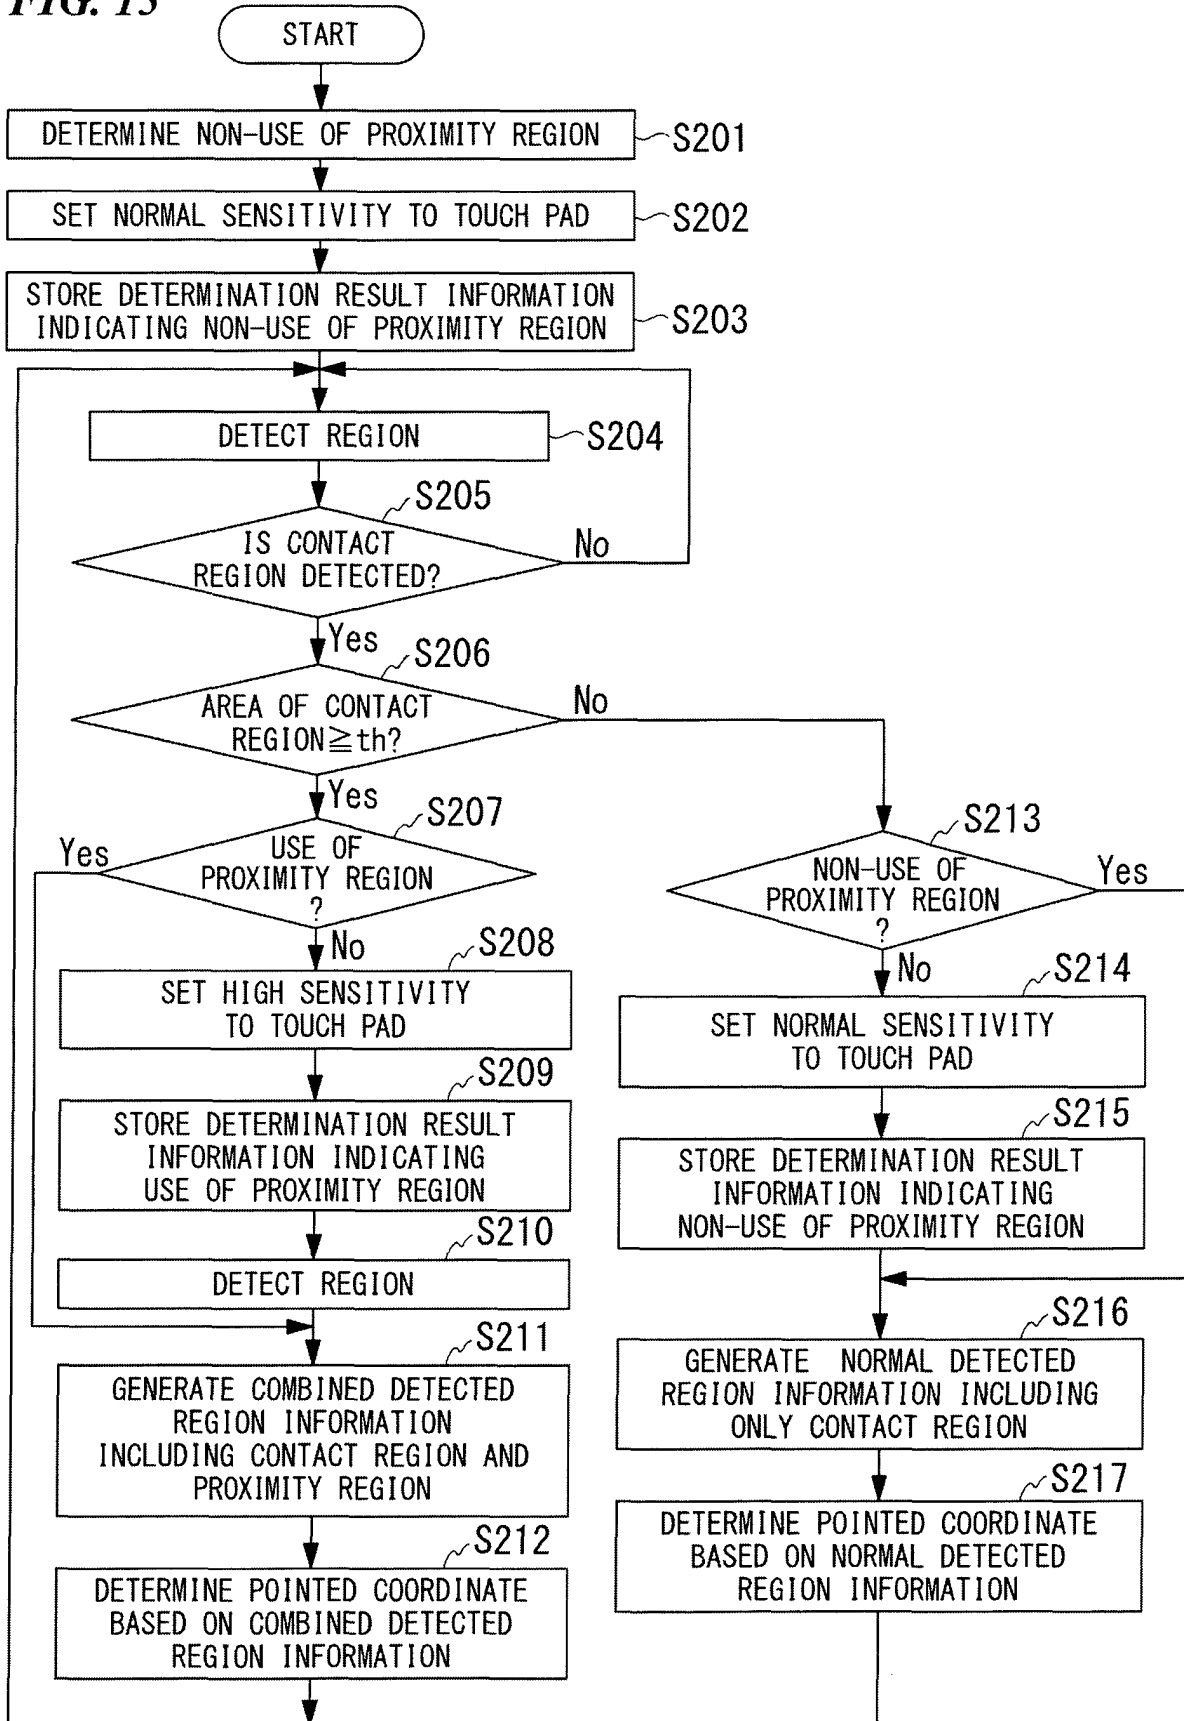 FIG. 13
START
DETERMINE NON-USE OF PROXIMITY REGION
S201
SET NORMAL SENSITIVITY TO TOUCH PAD
S202
STORE DETERMINATION RESULT INFORMATION
INDICATING NON-USE OF PROXIMITY REGION
S203
DETECT REGION
S204
S205
IS CONTACT
REGION DETECTED?
No
Yes
S206
AREA OF CONTACT
REGION≧th?
No
Yes
S207
USE OF
PROXIMITY REGION
?
Yes
No
S208
SET HIGH SENSITIVITY
TO TOUCH PAD
S209
STORE DETERMINATION RESULT
INFORMATION INDICATING
USE OF PROXIMITY REGION
S210
DETECT REGION
S211
GENERATE COMBINED DETECTED
REGION INFORMATION
INCLUDING CONTACT REGION AND
PROXIMITY REGION
S212
DETERMINE POINTED COORDINATE
BASED ON COMBINED DETECTED
REGION INFORMATION
S213
NON-USE OF
PROXIMITY REGION
?
Yes
No
S214
SET NORMAL SENSITIVITY
TO TOUCH PAD
S215
STORE DETERMINATION RESULT
INFORMATION INDICATING
NON-USE OF PROXIMITY REGION
S216
GENERATE NORMAL DETECTED
REGION INFORMATION INCLUDING
ONLY CONTACT REGION
S217
DETERMINE POINTED COORDINATE
BASED ON NORMAL DETECTED
REGION INFORMATION